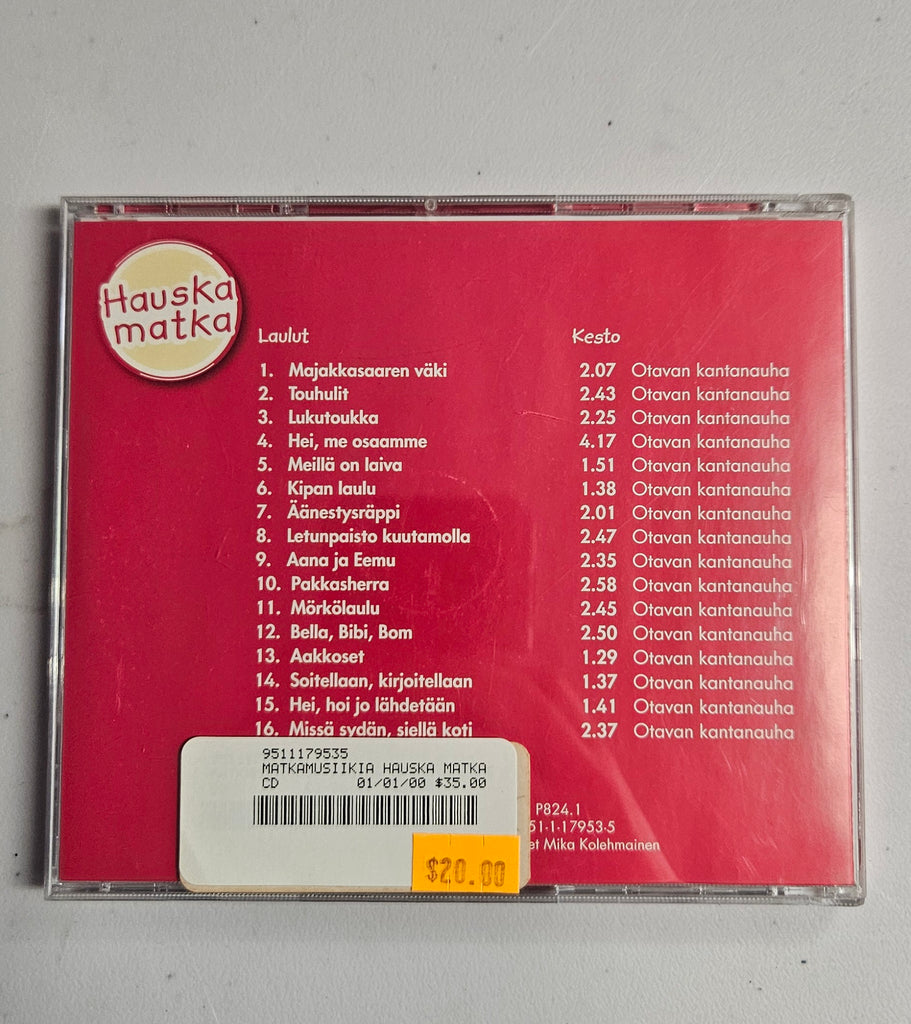 Hauska
matka
Laulut Kesto
1. Majakkasaaren väki 2.07 Otavan kantanauha
2. Touhulit 2.43 Otavan kantanauha
3. Lukutoukka 2.25 Otavan kantanauha
4. Hei, me osaamme 4.17 Otavan kantanauha
5. Meillä on laiva 1.51 Otavan kantanauha
6. Kipan laulu 1.38 Otavan kantanauha
7. Äänestysräppi 2.01 Otavan kantanauha
8. Letunpaisto kuutamolla 2.47 Otavan kantanauha
9. Aana ja Eemu 2.35 Otavan kantanauha
10. Pakkasherra 2.58 Otavan kantanauha
11. Mörkölaulu 2.45 Otavan kantanauha
12. Bella, Bibi, Bom 2.50 Otavan kantanauha
13. Aakkoset 1.29 Otavan kantanauha
14. Soitellaan, kirjoitellaan 1.37 Otavan kantanauha
15. Hei, hoi jo lähdetään 1.41 Otavan kantanauha
16. Missä sydän, siellä koti 2.37 Otavan kantanauha
9511179535
MATKAMUSIIKIA HAUSKA MATKA
CD 01/01/00 $35.00
$20.00
P824.1
51-1-17953-5
et Mika Kolehmainen